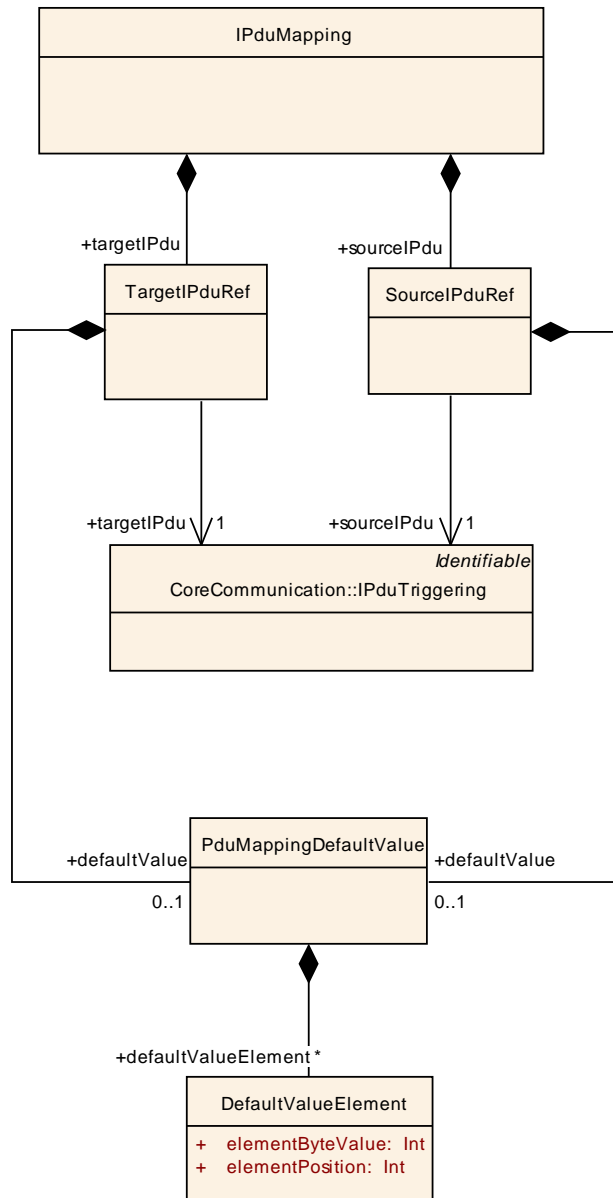 IPduMapping
+targetIPdu
+sourceIPdu
TargetIPduRef
SourceIPduRef
+targetIPdu 1
+sourceIPdu 1
Identifiable
CoreCommunication::IPduTriggering
PduMappingDefaultValue
+defaultValue
+defaultValue
0..1
0..1
+defaultValueElement *
DefaultValueElement
+ elementByteValue: Int
+ elementPosition: Int